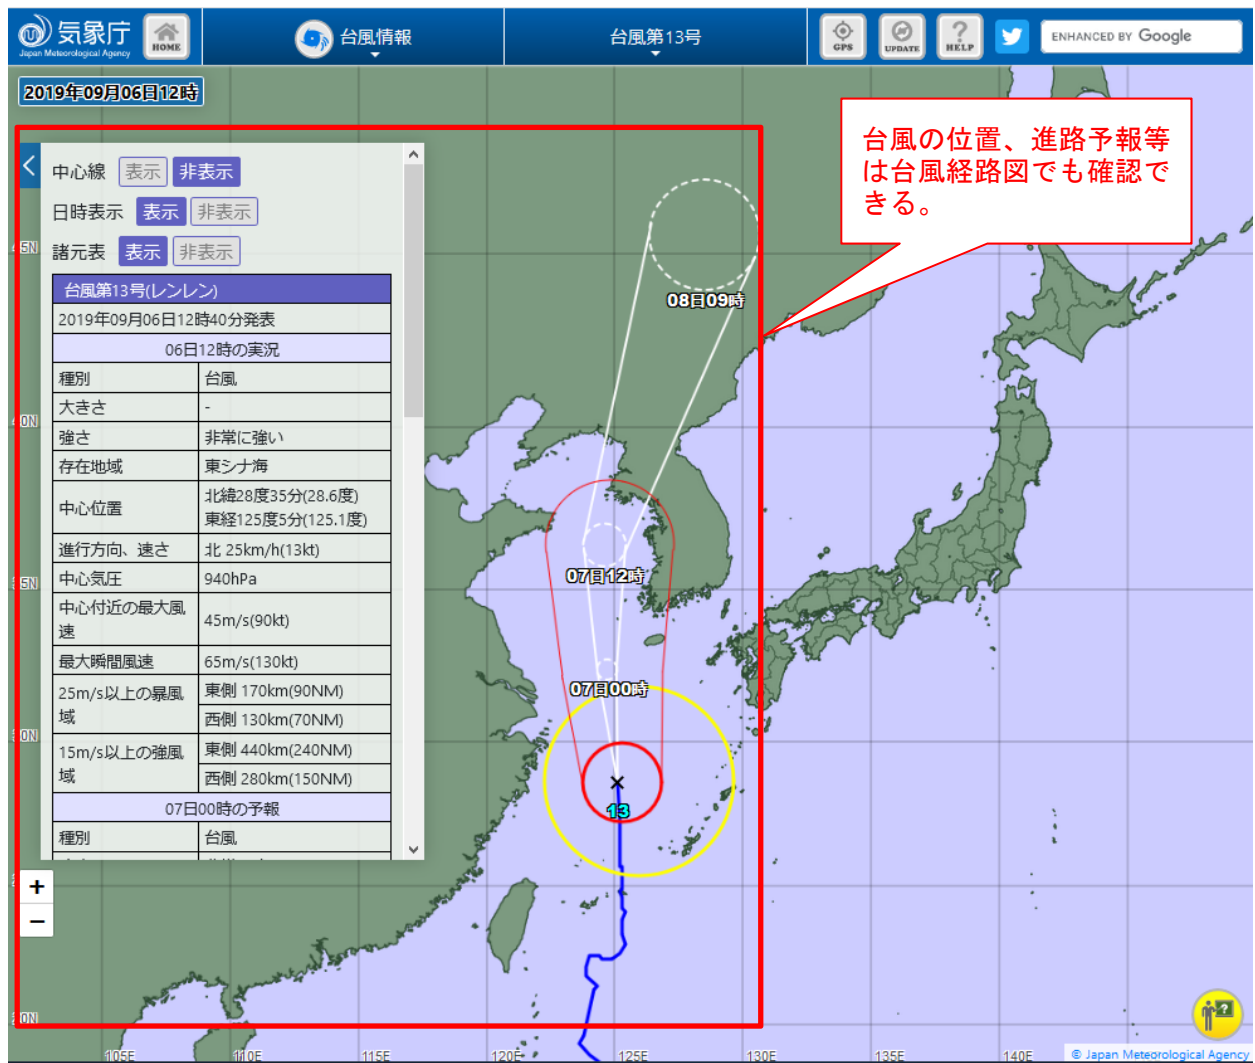 気象庁
Japan Meteorological Agency
HOME
台風情報
台風第13号
GPS
UPDATE
HELP
ENHANCED BY Google
2019年09月06日12時
台風の位置、進路予報等
は台風経路図でも確認で
きる。
中心線 表示 非表示
日時表示 表示 非表示
諸元表 表示 非表示
台風第13号(レンレン)
2019年09月06日12時40分発表
06日12時の実況
種別 台風
大きさ -
強さ 非常に強い
存在地域 東シナ海
中心位置 北緯28度35分(28.6度)
東経125度5分(125.1度)
進行方向、速さ 北 25km/h(13kt)
中心気圧 940hPa
中心付近の最大風
速 45m/s(90kt)
最大瞬間風速 65m/s(130kt)
25m/s以上の暴風
域 東側 170km(90NM)
西側 130km(70NM)
15m/s以上の強風
域 東側 440km(240NM)
西側 280km(150NM)
07日00時の予報
種別 台風
08日09時
07日12時
07日00時
13
+
−
45N
40N
35N
30N
20N
105E
110E
115E
120E
125E
130E
135E
140E
© Japan Meteorological Agency